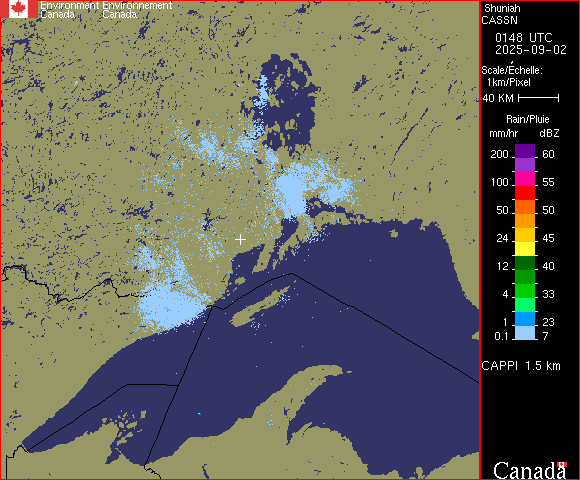 Environment Environnement
Canada Canada
Shuniah
CASSN
0148 UTC
2025-09-02
Scale/Échelle:
1km/Pixel
40 KM
Rain/Pluie
mm/hr dBZ
200 60
100 55
50 50
24 45
12 40
4 33
1 23
0.1 7
CAPPI 1.5 km
Canada